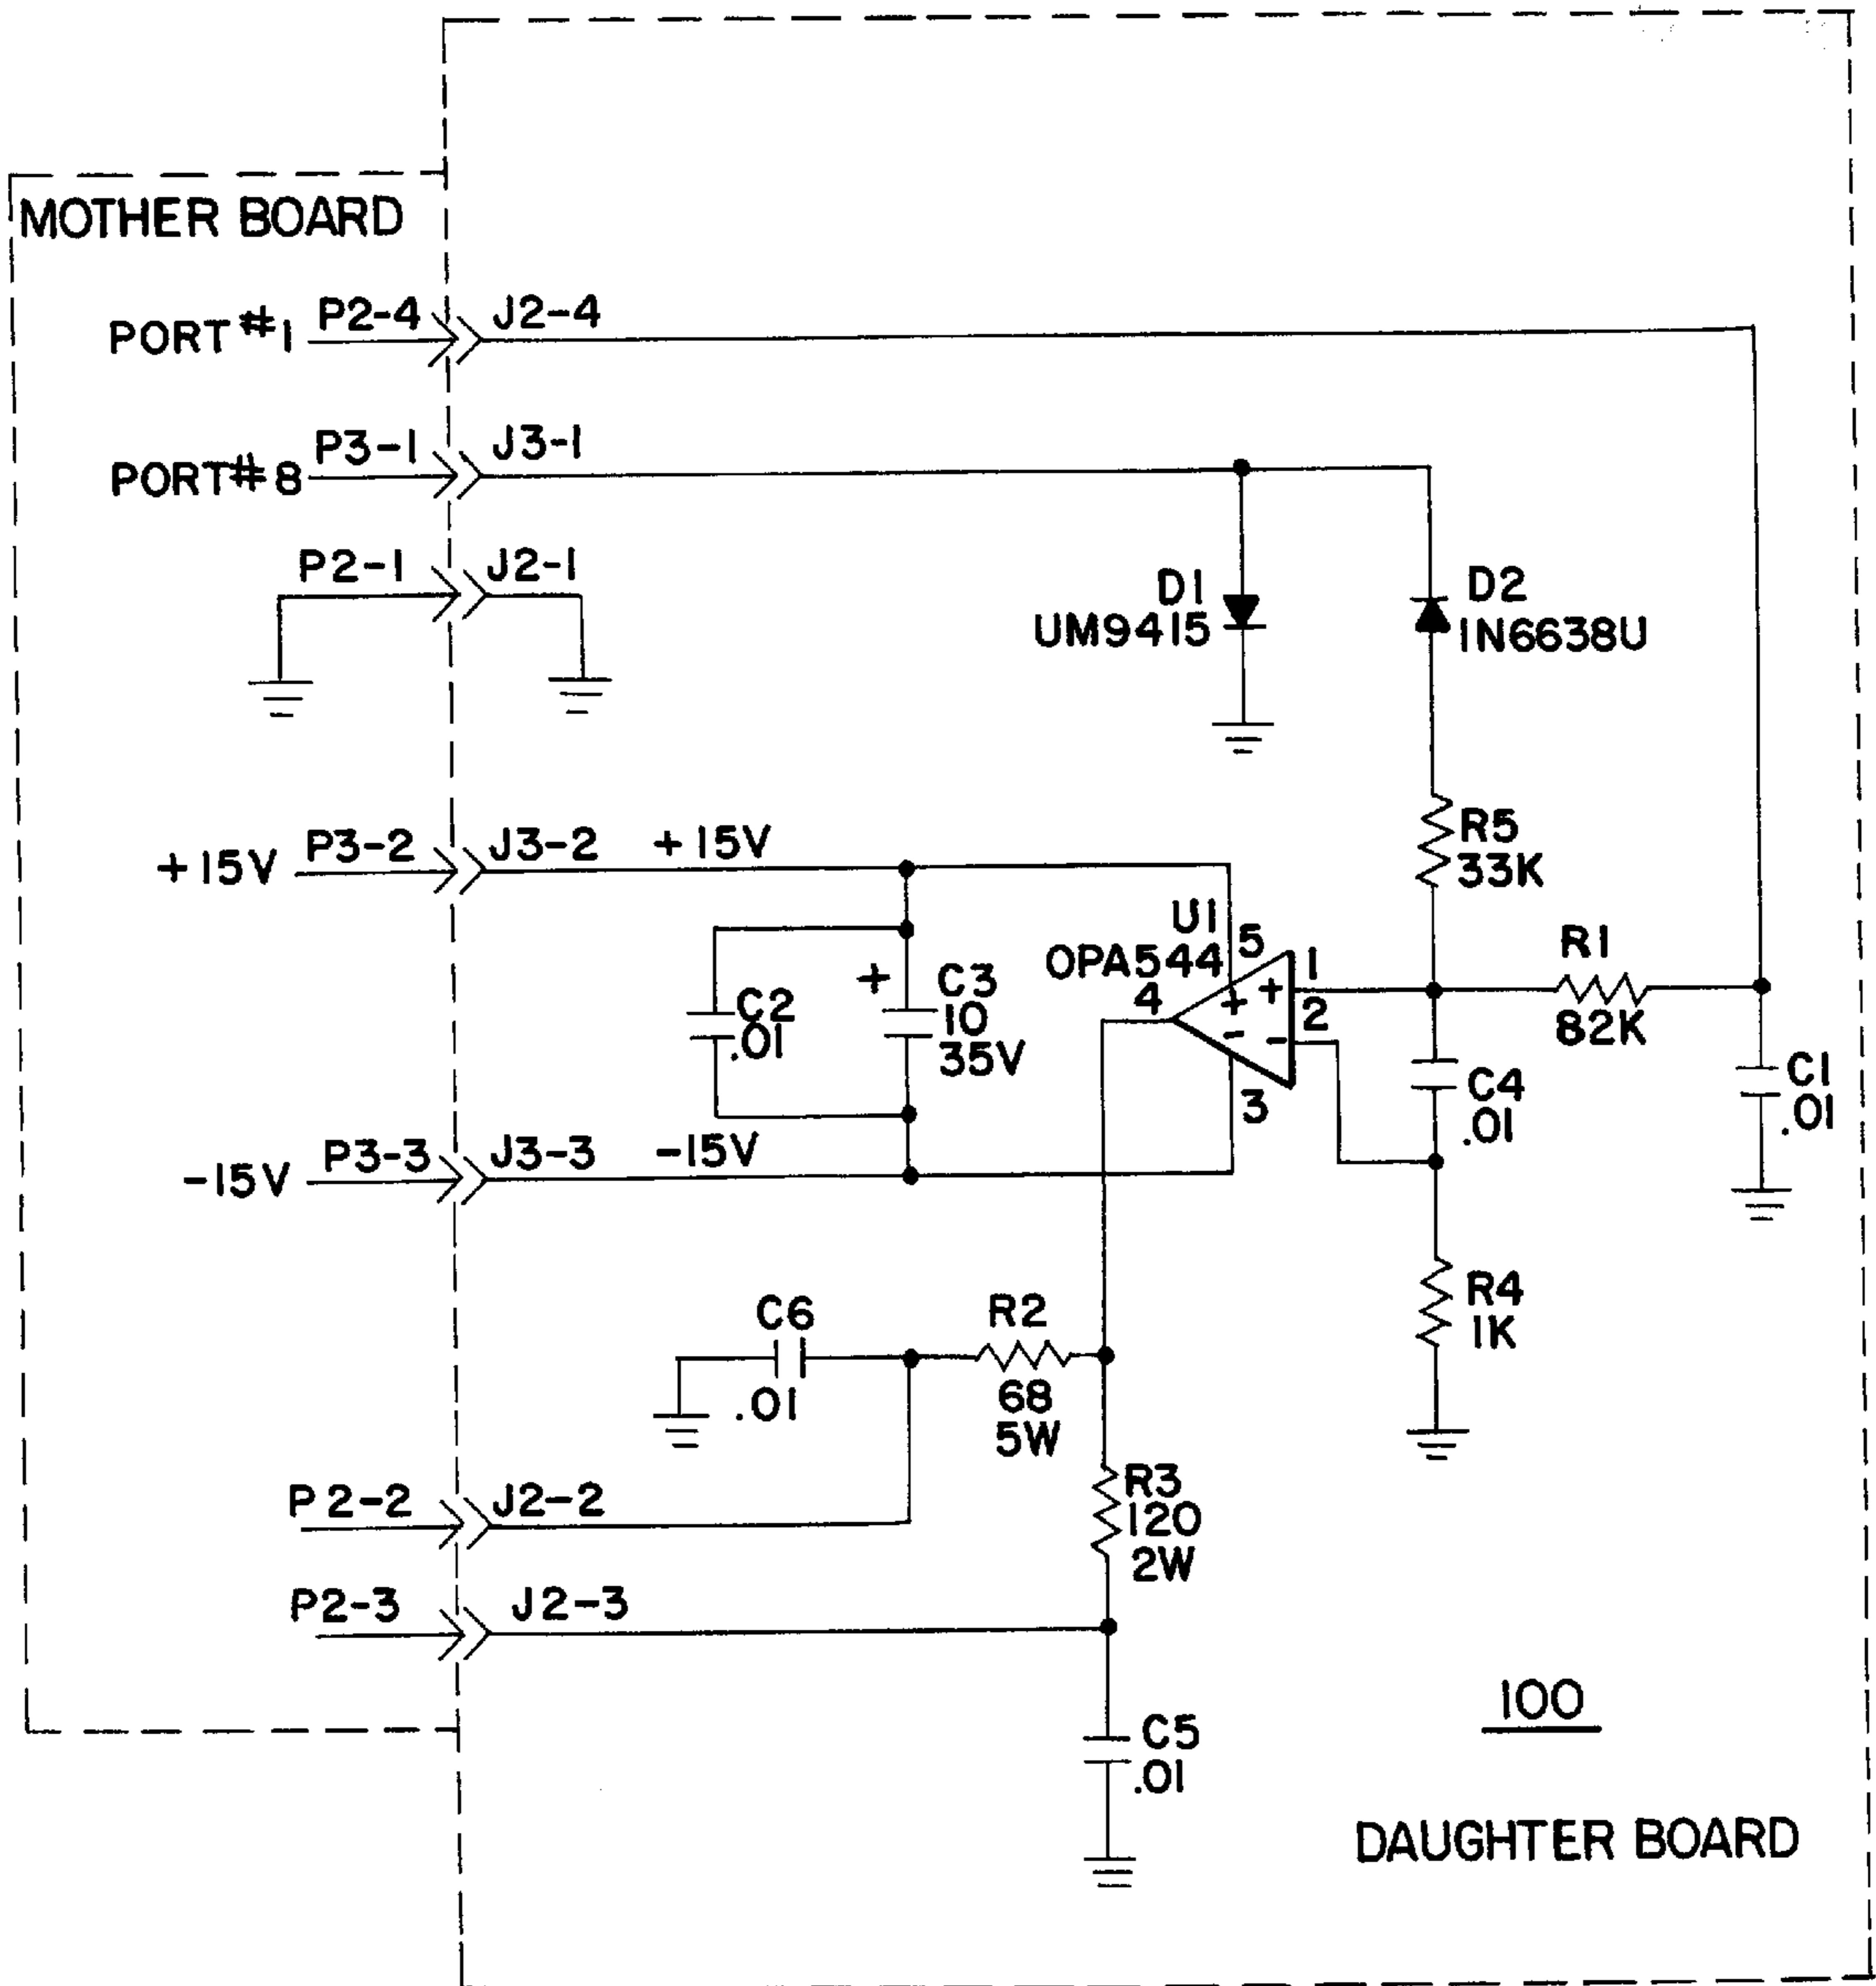 MOTHER BOARD
PORT #1 P2-4 J2-4
PORT #8 P3-1 J3-1
P2-1 J2-1
D1
UM9415
D2
IN6638U
R5
33K
+15V P3-2 J3-2 +15V
U1
OPA544
5
4
1
2
3
+
-
+
-
R1
82K
C2
.01
+
C3
10
35V
C4
.01
C1
.01
-15V P3-3 J3-3 -15V
R4
1K
C6
.01
R2
68
5W
P2-2 J2-2
R3
120
2W
P2-3 J2-3
C5
.01
100
DAUGHTER BOARD